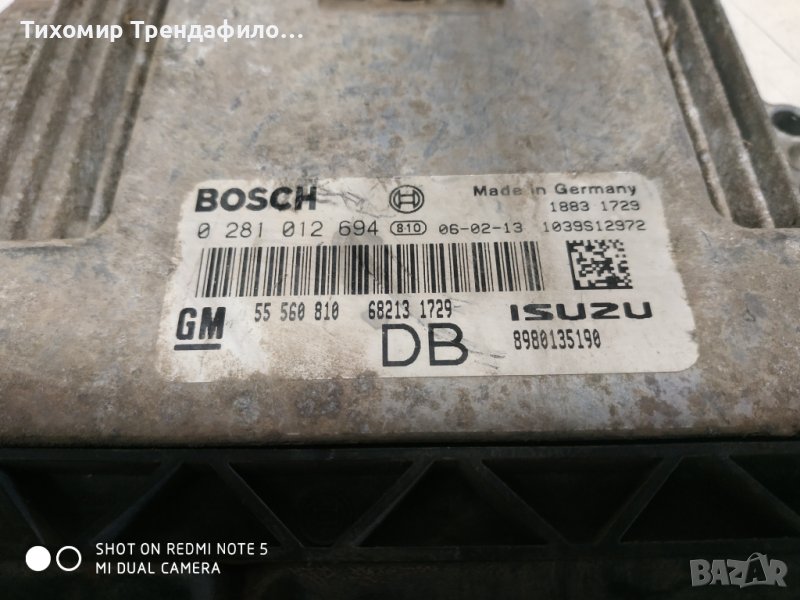 Тихомир Трендафило...
BOSCH
Made in Germany
1883 1729
0 281 012 694 810 06-02-13 1039S12972
GM 55 560 810 68213 1729 ISUZU
DB 8980135190
SHOT ON REDMI NOTE 5
MI DUAL CAMERA
BAZAR